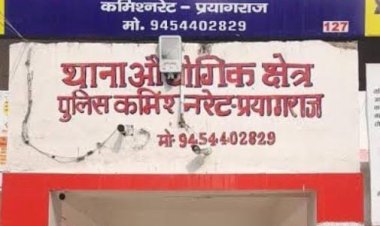 कमिश्नरेट - प्रयागराज
मो. 9454402829
127
थाना औद्योगिक क्षेत्र
पुलिस कमिश्नरेट-प्रयागराज
मो- 9454402829